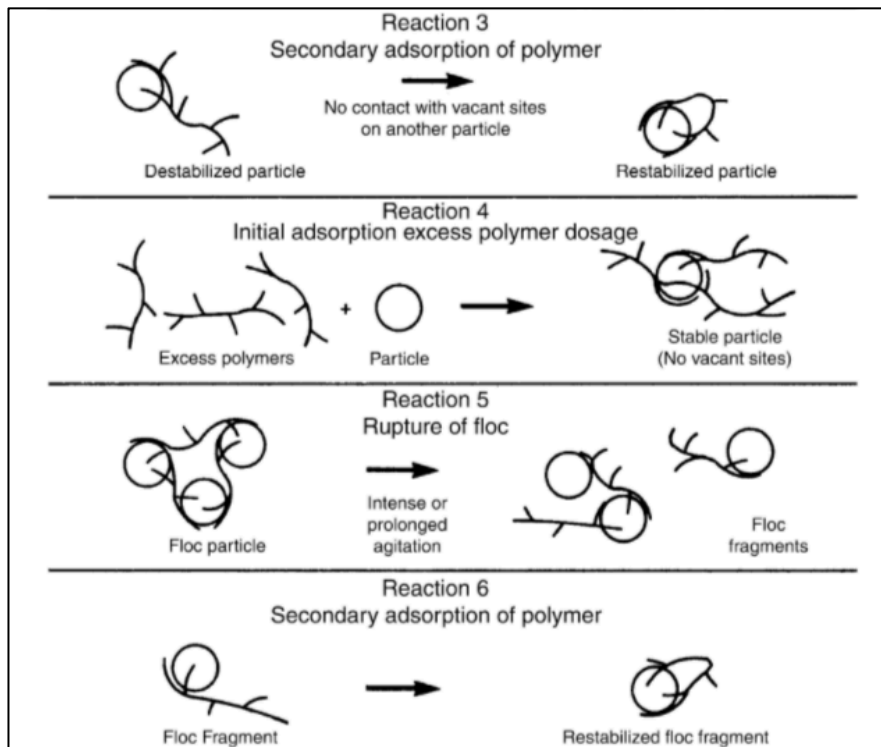 Reaction 3
Secondary adsorption of polymer
No contact with vacant sites
on another particle
Destabilized particle
Restabilized particle
Reaction 4
Initial adsorption excess polymer dosage
+
Excess polymers
Particle
Stable particle
(No vacant sites)
Reaction 5
Rupture of floc
Intense or
prolonged
agitation
Floc particle
Floc
fragments
Reaction 6
Secondary adsorption of polymer
Floc Fragment
Restabilized floc fragment